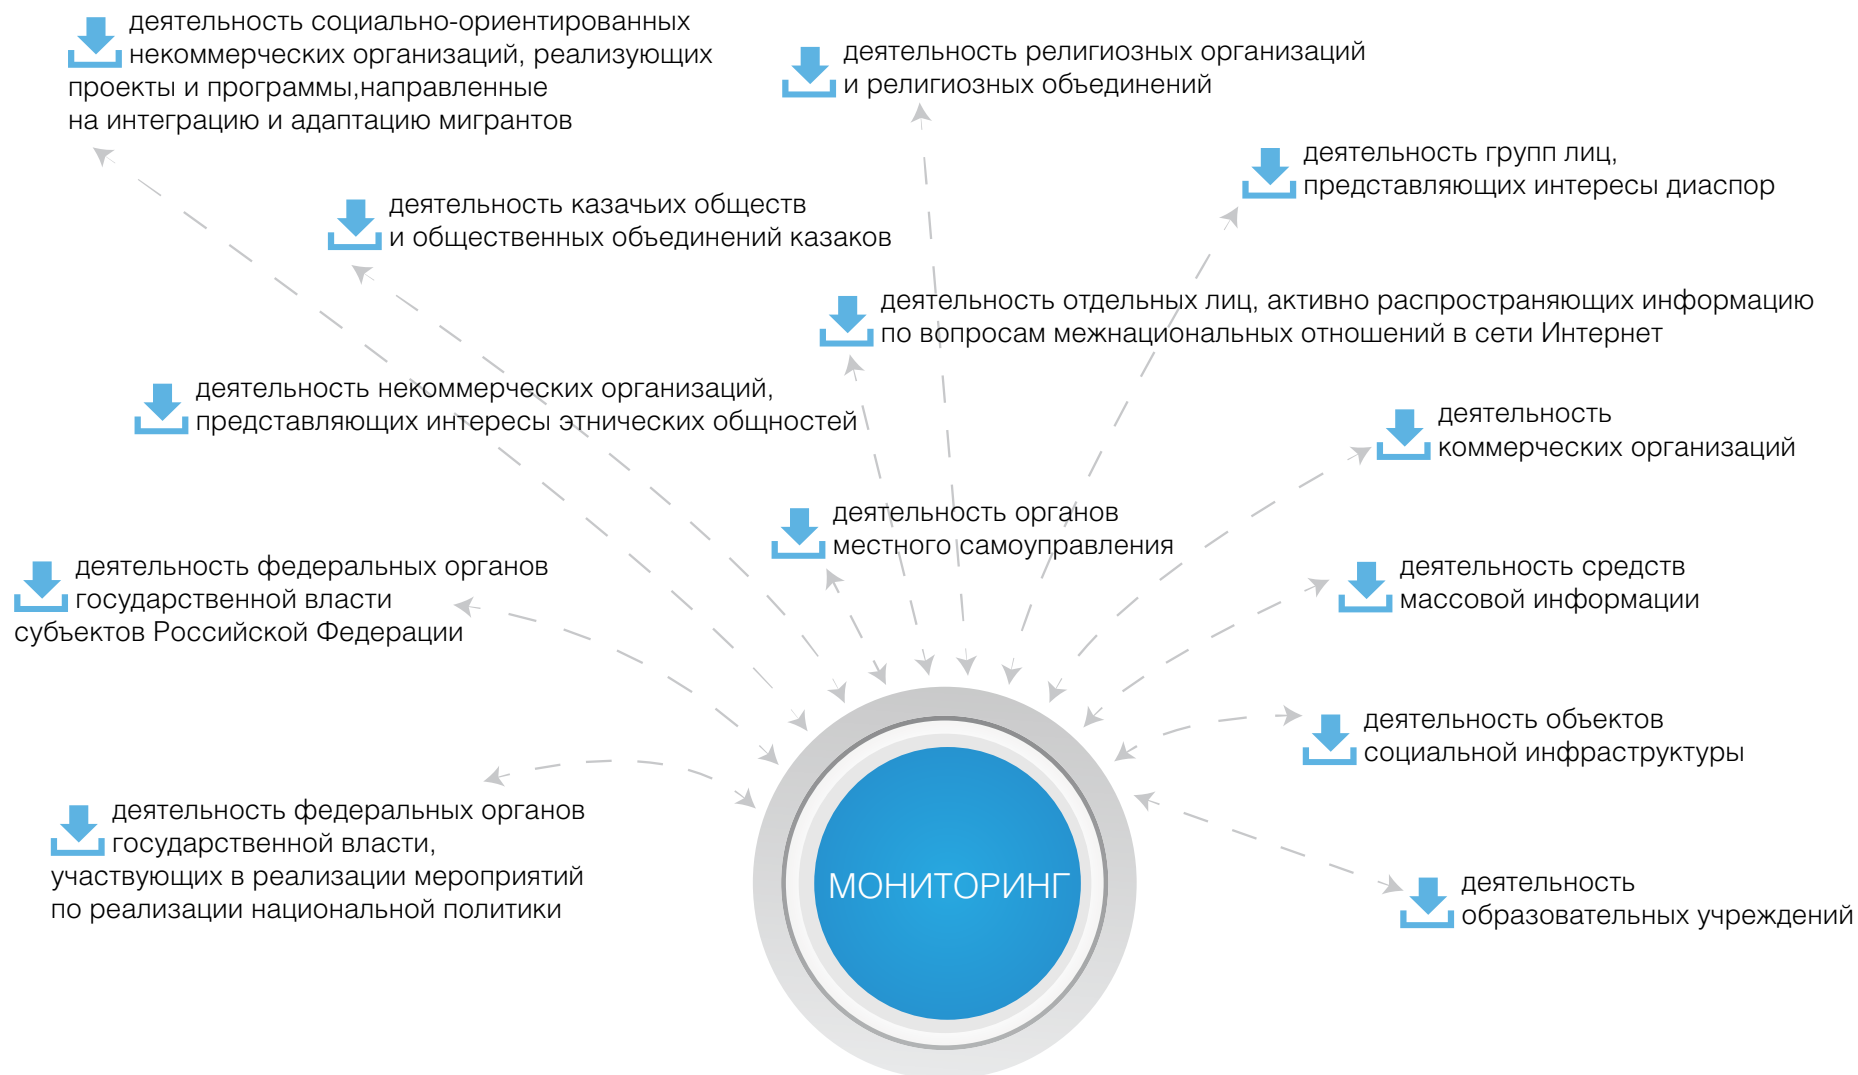 деятельность социально-ориентированных
некоммерческих организаций, реализующих
проекты и программы,направленные
на интеграцию и адаптацию мигрантов
деятельность религиозных организаций
и религиозных объединений
деятельность групп лиц,
представляющих интересы диаспор
деятельность казачьих обществ
и общественных объединений казаков
деятельность отдельных лиц, активно распространяющих информацию
по вопросам межнациональных отношений в сети Интернет
деятельность некоммерческих организаций,
представляющих интересы этнических общностей
деятельность
коммерческих организаций
деятельность органов
местного самоуправления
деятельность федеральных органов
государственной власти
субъектов Российской Федерации
деятельность средств
массовой информации
деятельность объектов
социальной инфраструктуры
деятельность федеральных органов
государственной власти,
участвующих в реализации мероприятий
по реализации национальной политики
МОНИТОРИНГ
деятельность
образовательных учреждений